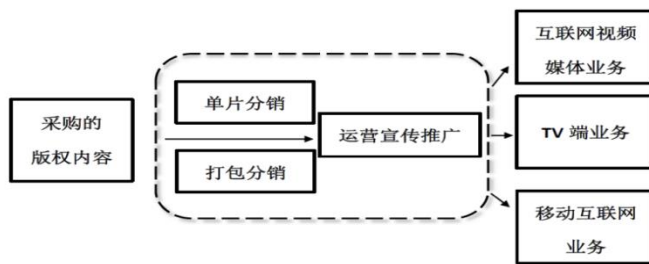 采购的
版权内容
单片分销
打包分销
运营宣传推广
互联网视频
媒体业务
TV 端业务
移动互联网
业务